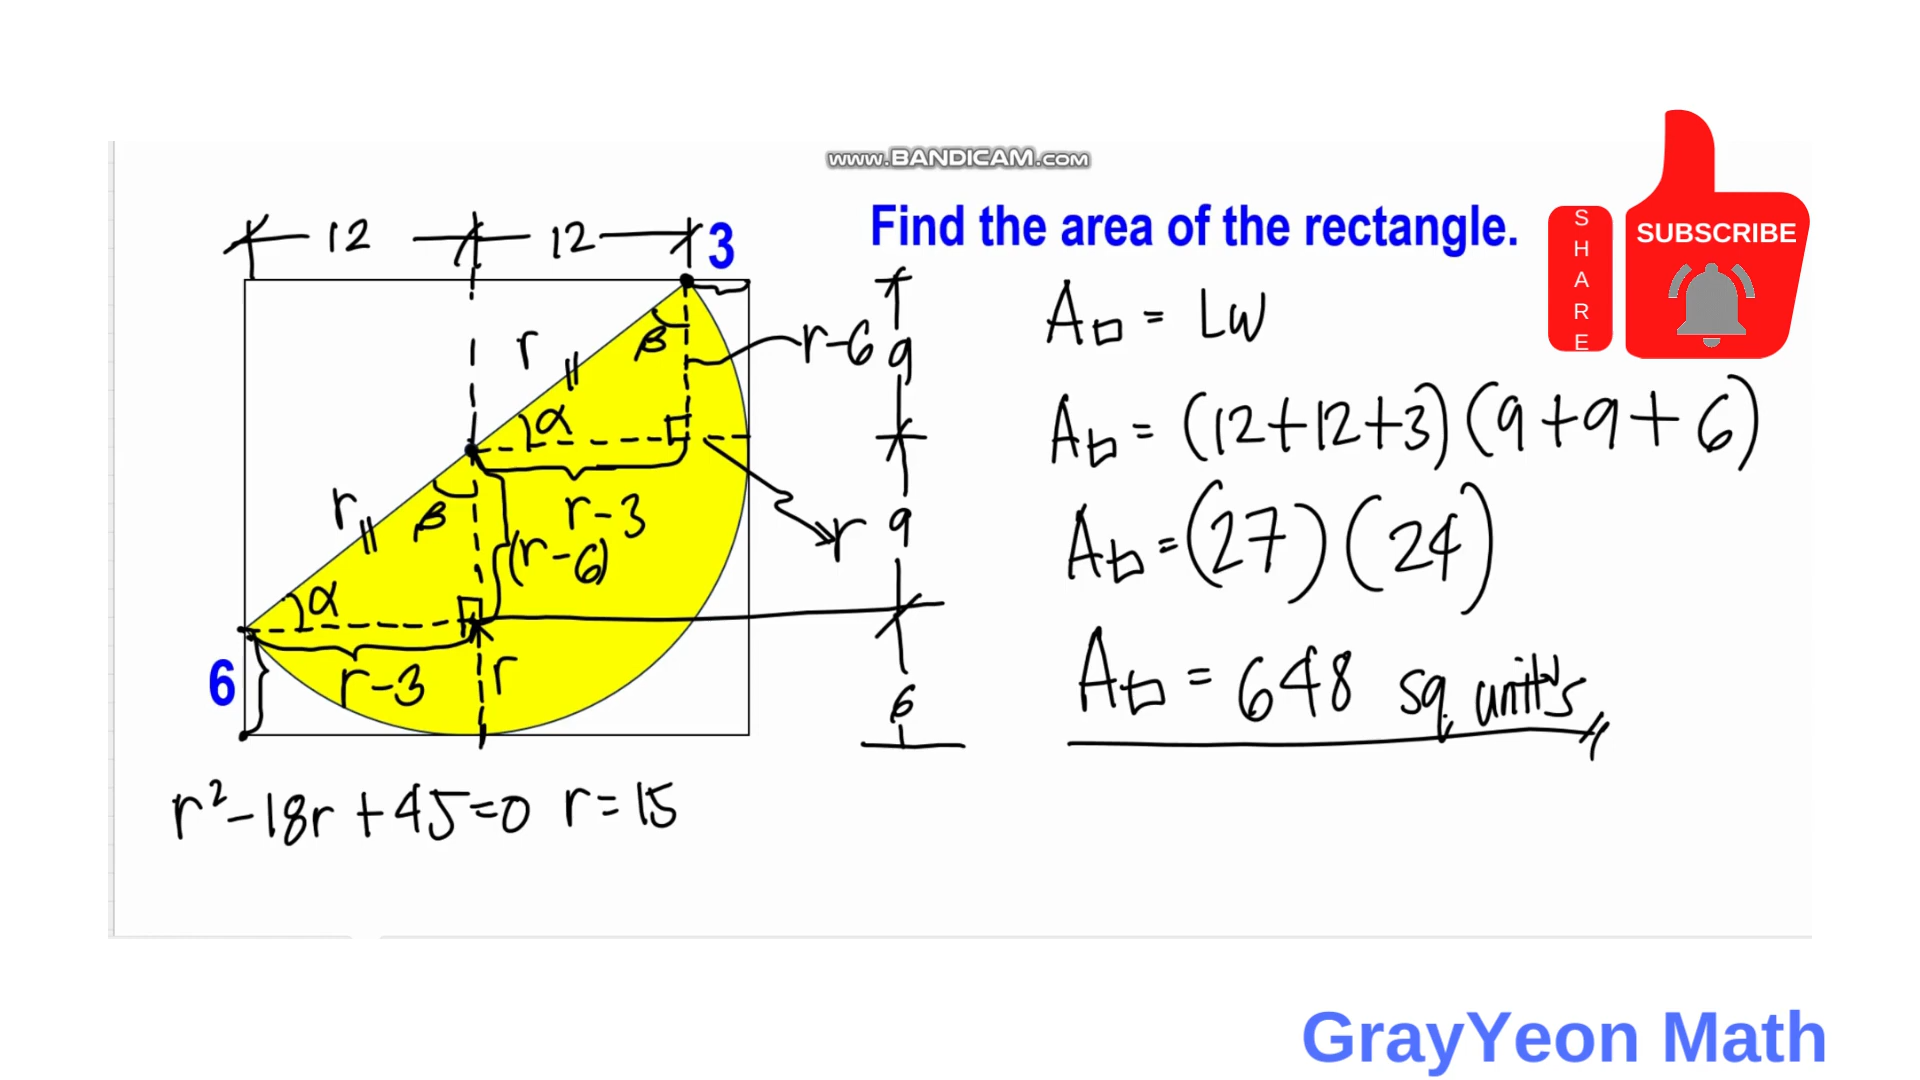 www.BANDICAM.com
Find the area of the rectangle.
S
H
A
R
E
SUBSCRIBE
12
12
3
A▭ = LW
r
β
r-6
9
α
A▭ = (12+12+3)(9+9+6)
r
β
r-3
(r-6)
r
9
A▭ = (27)(24)
α
6
r-3
r
6
A▭ = 648 sq. units
r² - 18r + 45 = 0 r = 15
GrayYeon Math